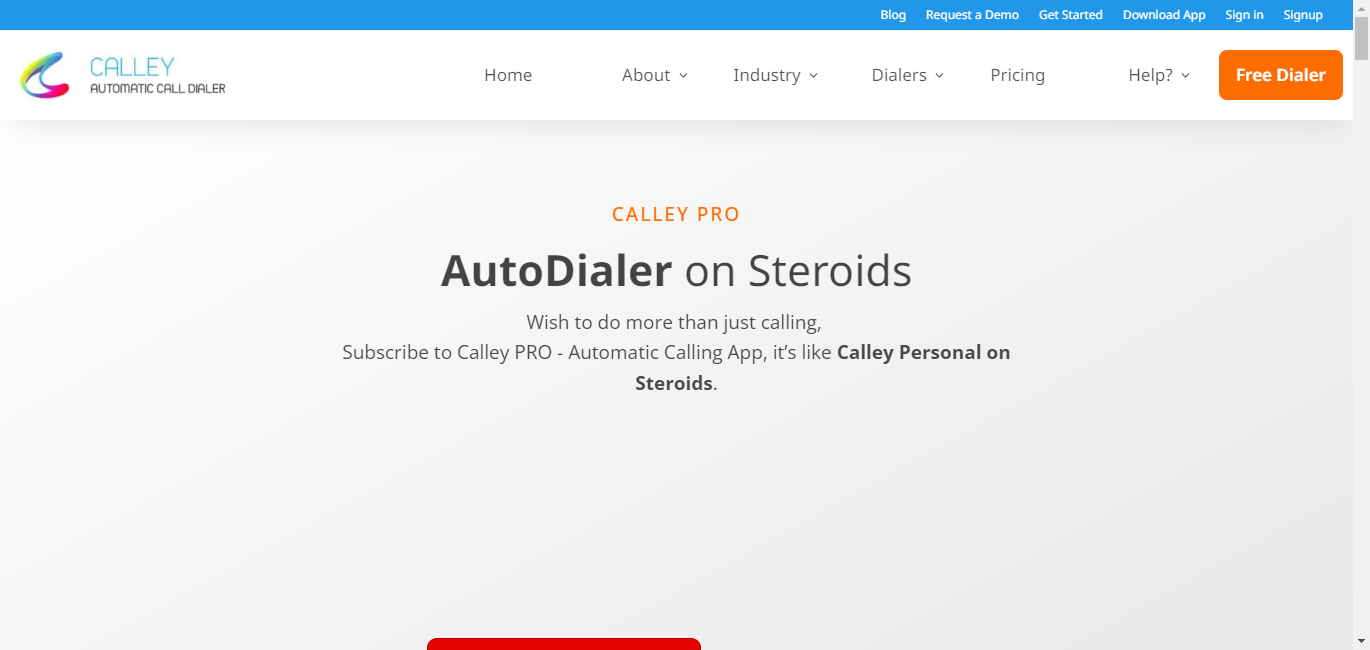 Blog Request a Demo Get Started Download App Sign in Signup
CALLEY
AUTOMATIC CALL DIALER
Home About Industry Dialers Pricing Help? Free Dialer
CALLEY PRO
AutoDialer on Steroids
Wish to do more than just calling,
Subscribe to Calley PRO - Automatic Calling App, it’s like Calley Personal on
Steroids.